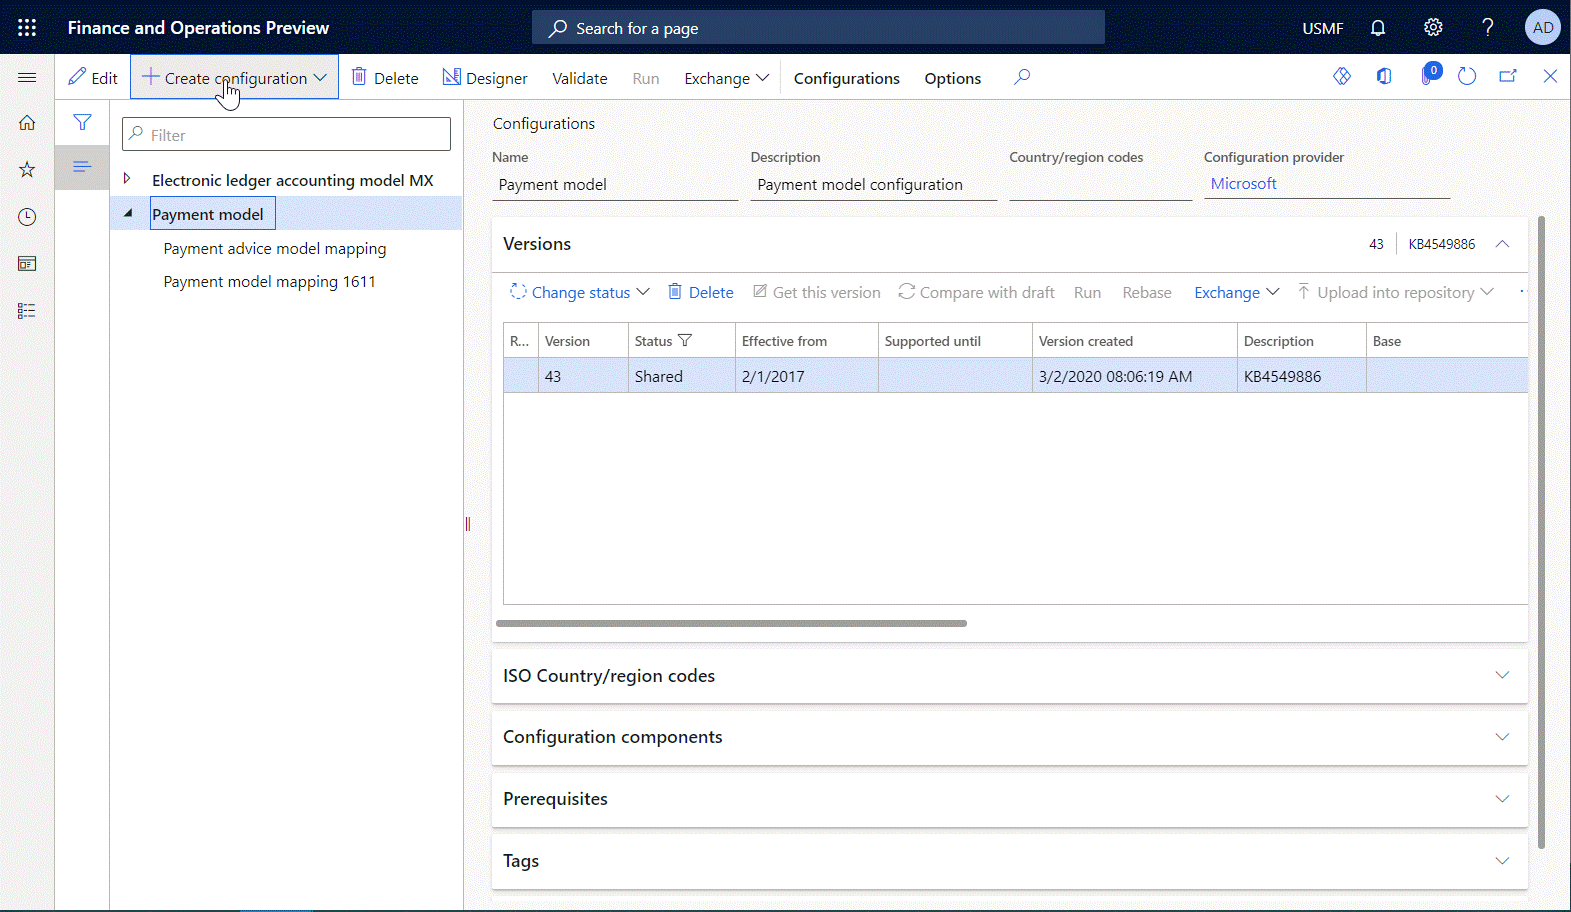 Finance and Operations Preview
Search for a page
USMF
?
AD
Edit
Create configuration
Delete
Designer
Validate
Run
Exchange
Configurations
Options
0
Filter
Electronic ledger accounting model MX
Payment model
Payment advice model mapping
Payment model mapping 1611
Configurations
Name
Description
Country/region codes
Configuration provider
Payment model
Payment model configuration
Microsoft
Versions
43
KB4549886
Change status
Delete
Get this version
Compare with draft
Run
Rebase
Exchange
Upload into repository
R...
Version
Status
Effective from
Supported until
Version created
Description
Base
43
Shared
2/1/2017
3/2/2020 08:06:19 AM
KB4549886
ISO Country/region codes
Configuration components
Prerequisites
Tags